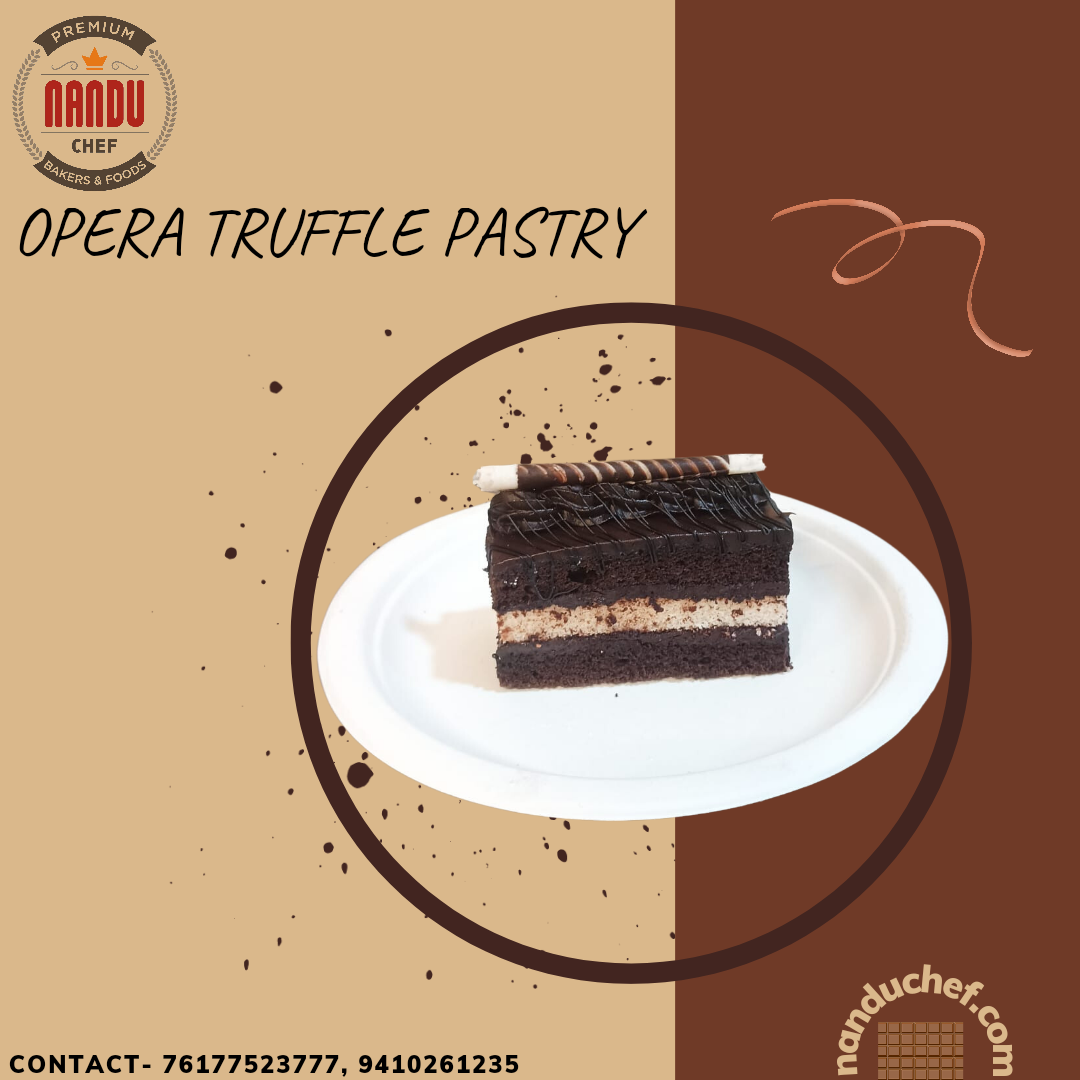 PREMIUM
NANDU
CHEF
BAKERS & FOODS
OPERA TRUFFLE PASTRY
nanduchef.com
CONTACT- 76177523777, 9410261235